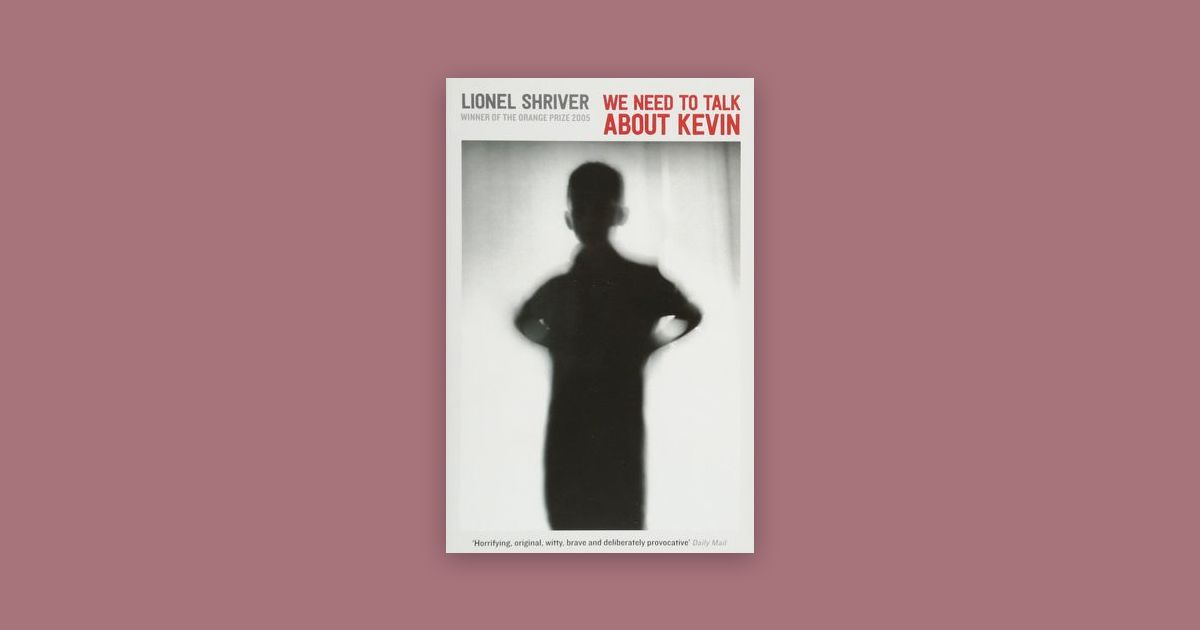 LIONEL SHRIVER
WINNER OF THE ORANGE PRIZE 2005
WE NEED TO TALK
ABOUT KEVIN
'Horrifying, original, witty, brave and deliberately provocative' Daily Mail